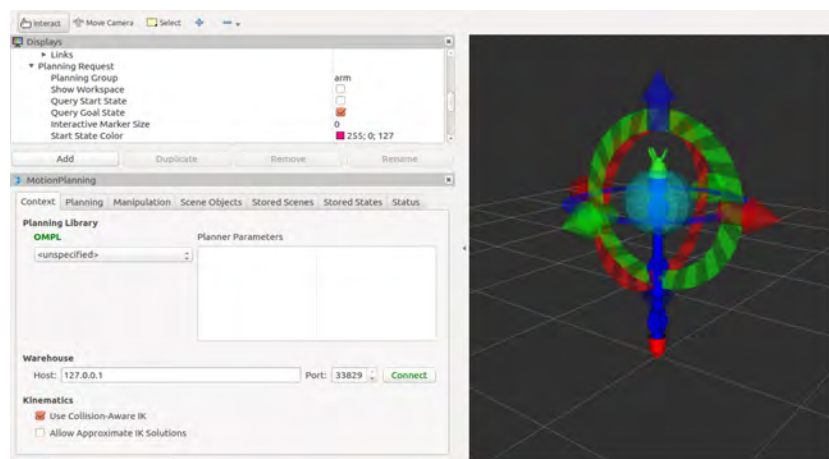 Interact Move Camera Select
Displays
Links
Planning Request
Planning Group arm
Show Workspace
Query Start State
Query Goal State
Interactive Marker Size 0
Start State Color 255; 0; 127
Add Duplicate Remove Rename
MotionPlanning
Context Planning Manipulation Scene Objects Stored Scenes Stored States Status
Planning Library
OMPL Planner Parameters
<unspecified>
Warehouse
Host: 127.0.0.1 Port: 33829 Connect
Kinematics
Use Collision-Aware IK
Allow Approximate IK Solutions